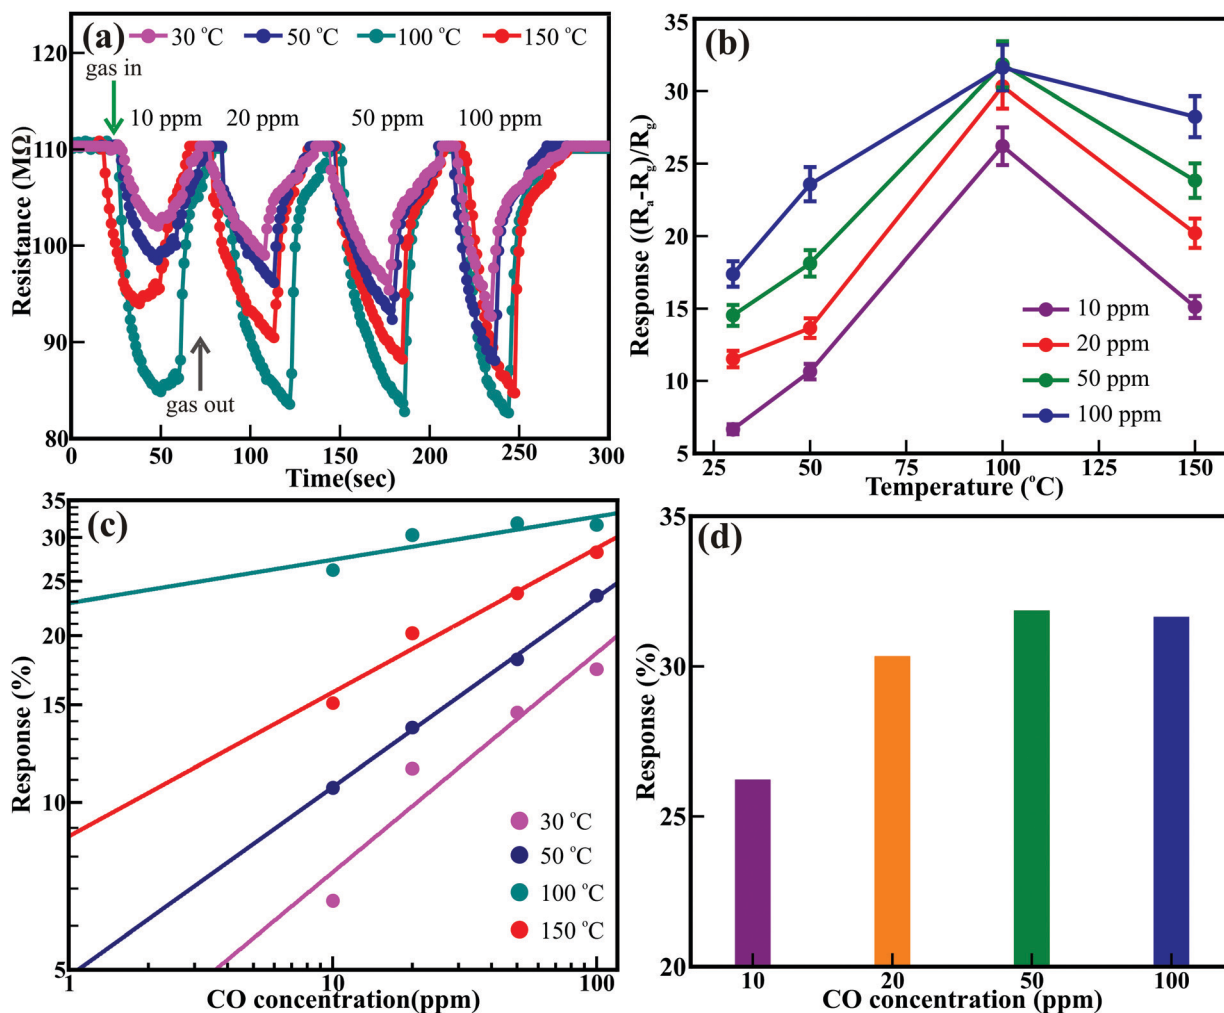 (a)
30 °C 50 °C 100 °C 150 °C
gas in
10 ppm 20 ppm 50 ppm 100 ppm
gas out
Resistance (MΩ)
120
110
100
90
80
0 50 100 150 200 250 300
Time(sec)
(b)
Response ((Rₐ-R_g)/R_g)
35
30
25
20
15
10
5
10 ppm
20 ppm
50 ppm
100 ppm
25 50 75 100 125 150
Temperature (°C)
(c)
Response (%)
35
30
25
20
15
10
5
30 °C
50 °C
100 °C
150 °C
1 10 100
CO concentration(ppm)
(d)
Response (%)
35
30
25
20
10 20 50 100
CO concentration (ppm)